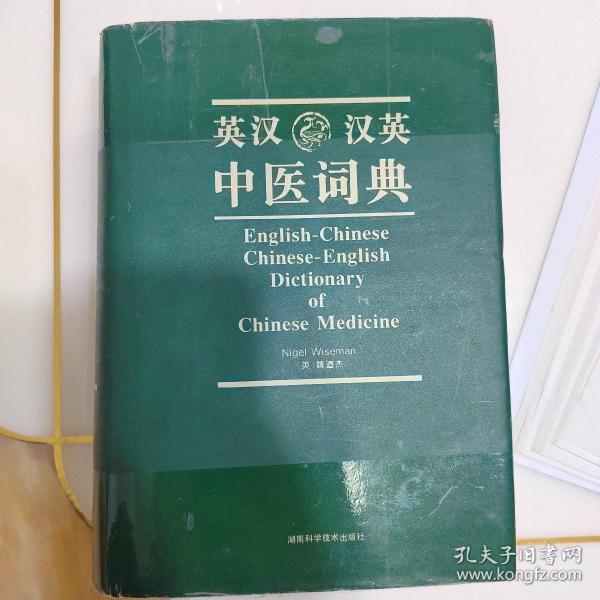 英汉 汉英
中医词典
English-Chinese
Chinese-English
Dictionary
of
Chinese Medicine
Nigel Wiseman
英 魏迺杰
湖南科学技术出版社
孔夫子旧书网
www.kongfz.com